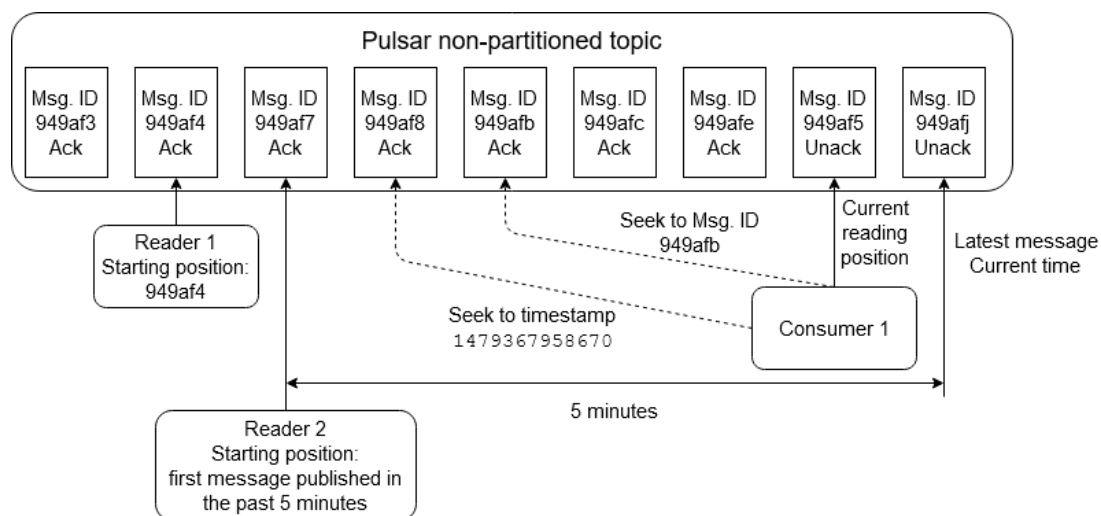 Pulsar non-partitioned topic
Msg. ID
949af3
Ack
Msg. ID
949af4
Ack
Msg. ID
949af7
Ack
Msg. ID
949af8
Ack
Msg. ID
949afb
Ack
Msg. ID
949afc
Ack
Msg. ID
949afe
Ack
Msg. ID
949af5
Unack
Msg. ID
949afj
Unack
Reader 1
Starting position:
949af4
Seek to Msg. ID
949afb
Current
reading
position
Latest message
Current time
Seek to timestamp
1479367958670
Consumer 1
5 minutes
Reader 2
Starting position:
first message published in
the past 5 minutes